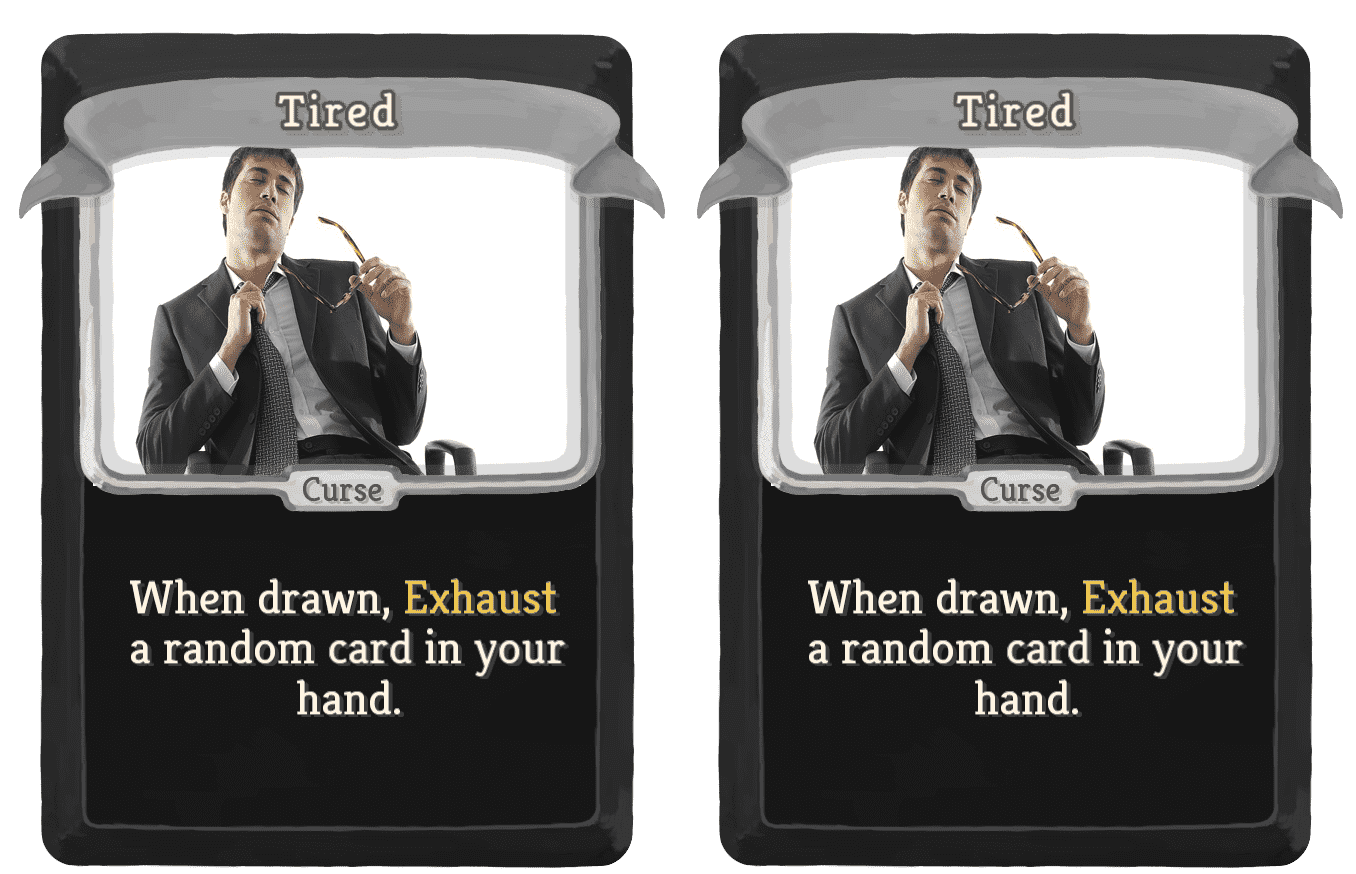 Tired
Curse
When drawn, Exhaust
a random card in your
hand.
Tired
Curse
When drawn, Exhaust
a random card in your
hand.